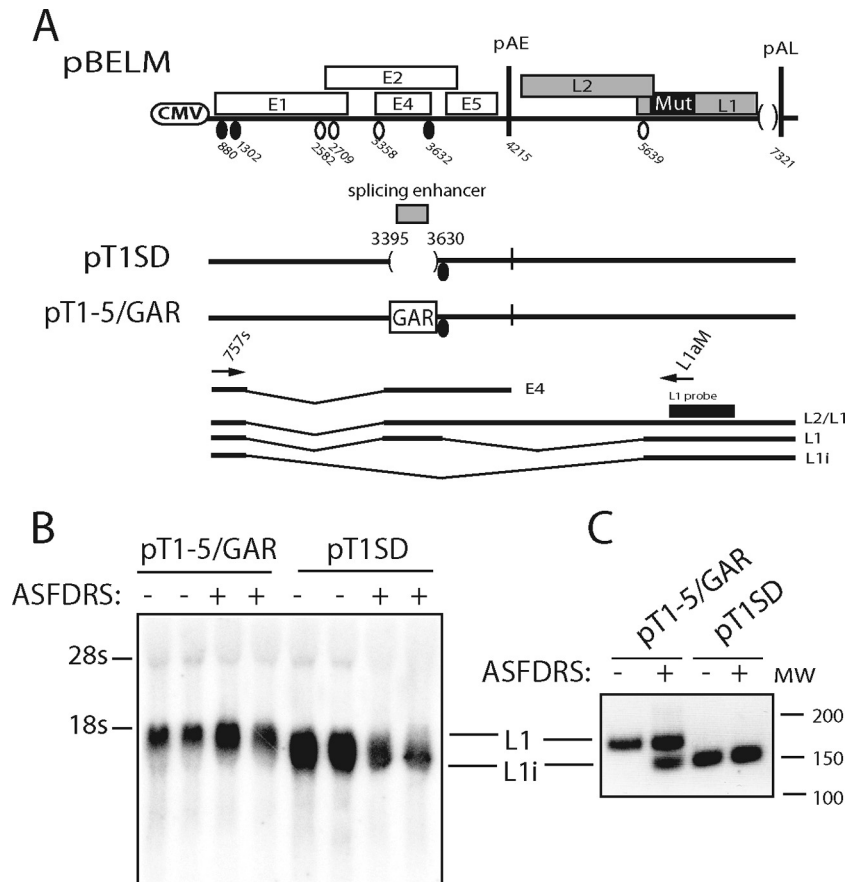 A
pBELM
pAE
pAL
E2
L2
E1
E4
E5
Mut
L1
CMV
( )
880
1302
2582
2709
3358
3632
4215
5639
7321
splicing enhancer
3395 3630
pT1SD
( )
pT1-5/GAR
GAR
757s
L1aM
E4
L1 probe
L2/L1
L1
L1i
B
pT1-5/GAR pT1SD
ASFDRS: - - + + - - + +
28s
18s
L1
L1i
C
pT1-5/GAR
pT1SD
ASFDRS: - + - + MW
200
150
100